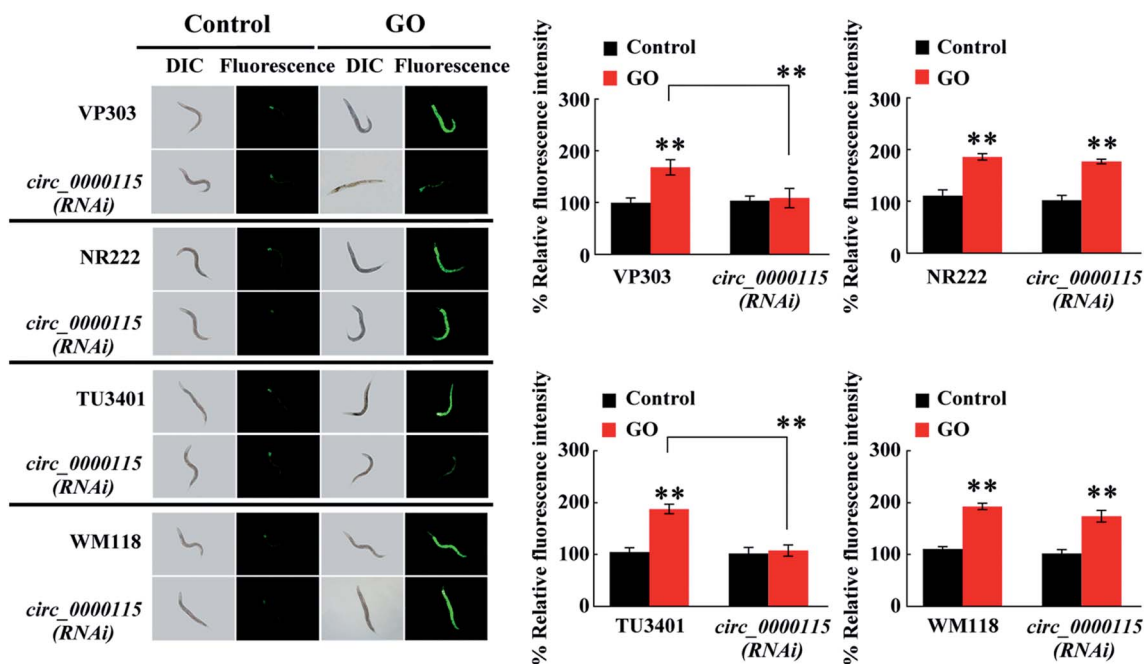 Control GO
DIC Fluorescence DIC Fluorescence
VP303
circ_0000115
(RNAi)
NR222
circ_0000115
(RNAi)
TU3401
circ_0000115
(RNAi)
WM118
circ_0000115
(RNAi)
% Relative fluorescence intensity
Control
GO
**
**
300
200
100
0
VP303 circ_0000115
(RNAi)
% Relative fluorescence intensity
Control
GO
** **
300
200
100
0
NR222 circ_0000115
(RNAi)
% Relative fluorescence intensity
Control
GO
**
**
300
200
100
0
TU3401 circ_0000115
(RNAi)
% Relative fluorescence intensity
Control
GO
** **
300
200
100
0
WM118 circ_0000115
(RNAi)